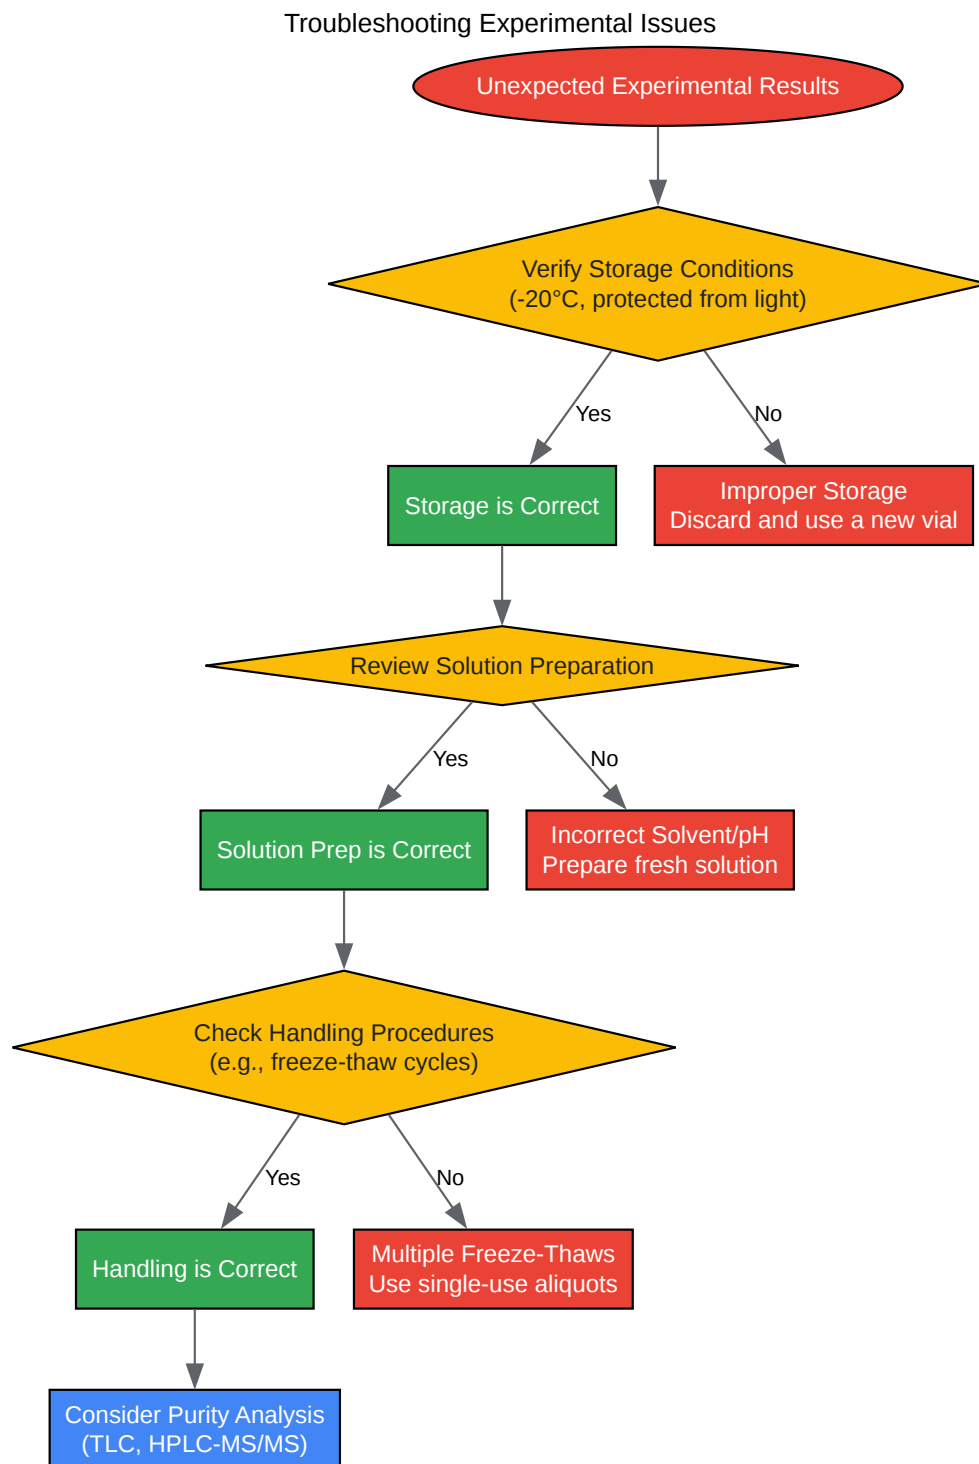 Troubleshooting Experimental Issues
Unexpected Experimental Results
Verify Storage Conditions
(-20°C, protected from light)
Yes
No
Storage is Correct
Improper Storage
Discard and use a new vial
Review Solution Preparation
Yes
No
Solution Prep is Correct
Incorrect Solvent/pH
Prepare fresh solution
Check Handling Procedures
(e.g., freeze-thaw cycles)
Yes
No
Handling is Correct
Multiple Freeze-Thaws
Use single-use aliquots
Consider Purity Analysis
(TLC, HPLC-MS/MS)